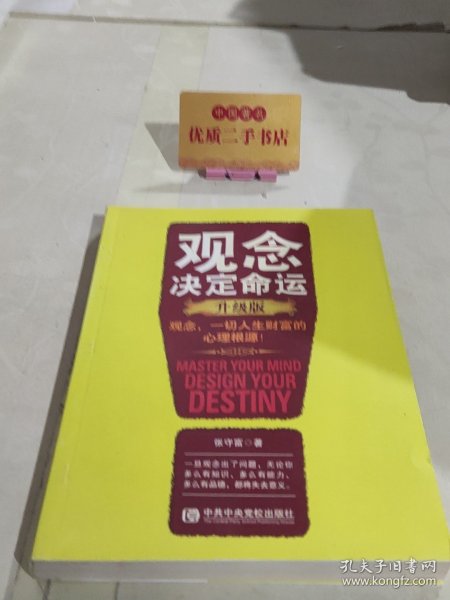 中国书店
优质二手书店
观念
决定命运
升级版
观念，一切人生财富的
心理根源！
MASTER YOUR MIND
DESIGN YOUR
DESTINY
张守富◎著
一旦观念出了问题，无论你
多么有知识、多么有能力、
多么有品德，都将失去意义。
中共中央党校出版社
孔夫子旧书网
www.kongfz.com